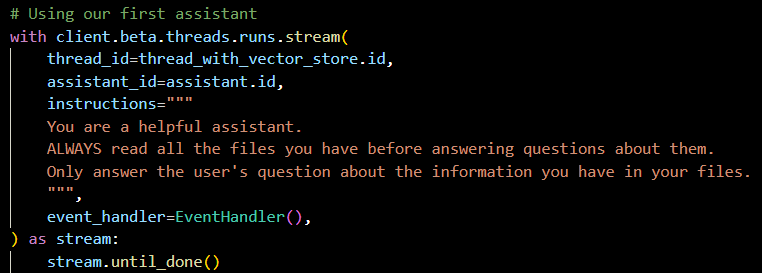 # Using our first assistant
with client.beta.threads.runs.stream(
    thread_id=thread_with_vector_store.id,
    assistant_id=assistant.id,
    instructions="""
    You are a helpful assistant.
    ALWAYS read all the files you have before answering questions about them.
    Only answer the user's question about the information you have in your files.
    """,
    event_handler=EventHandler(),
) as stream:
    stream.until_done()